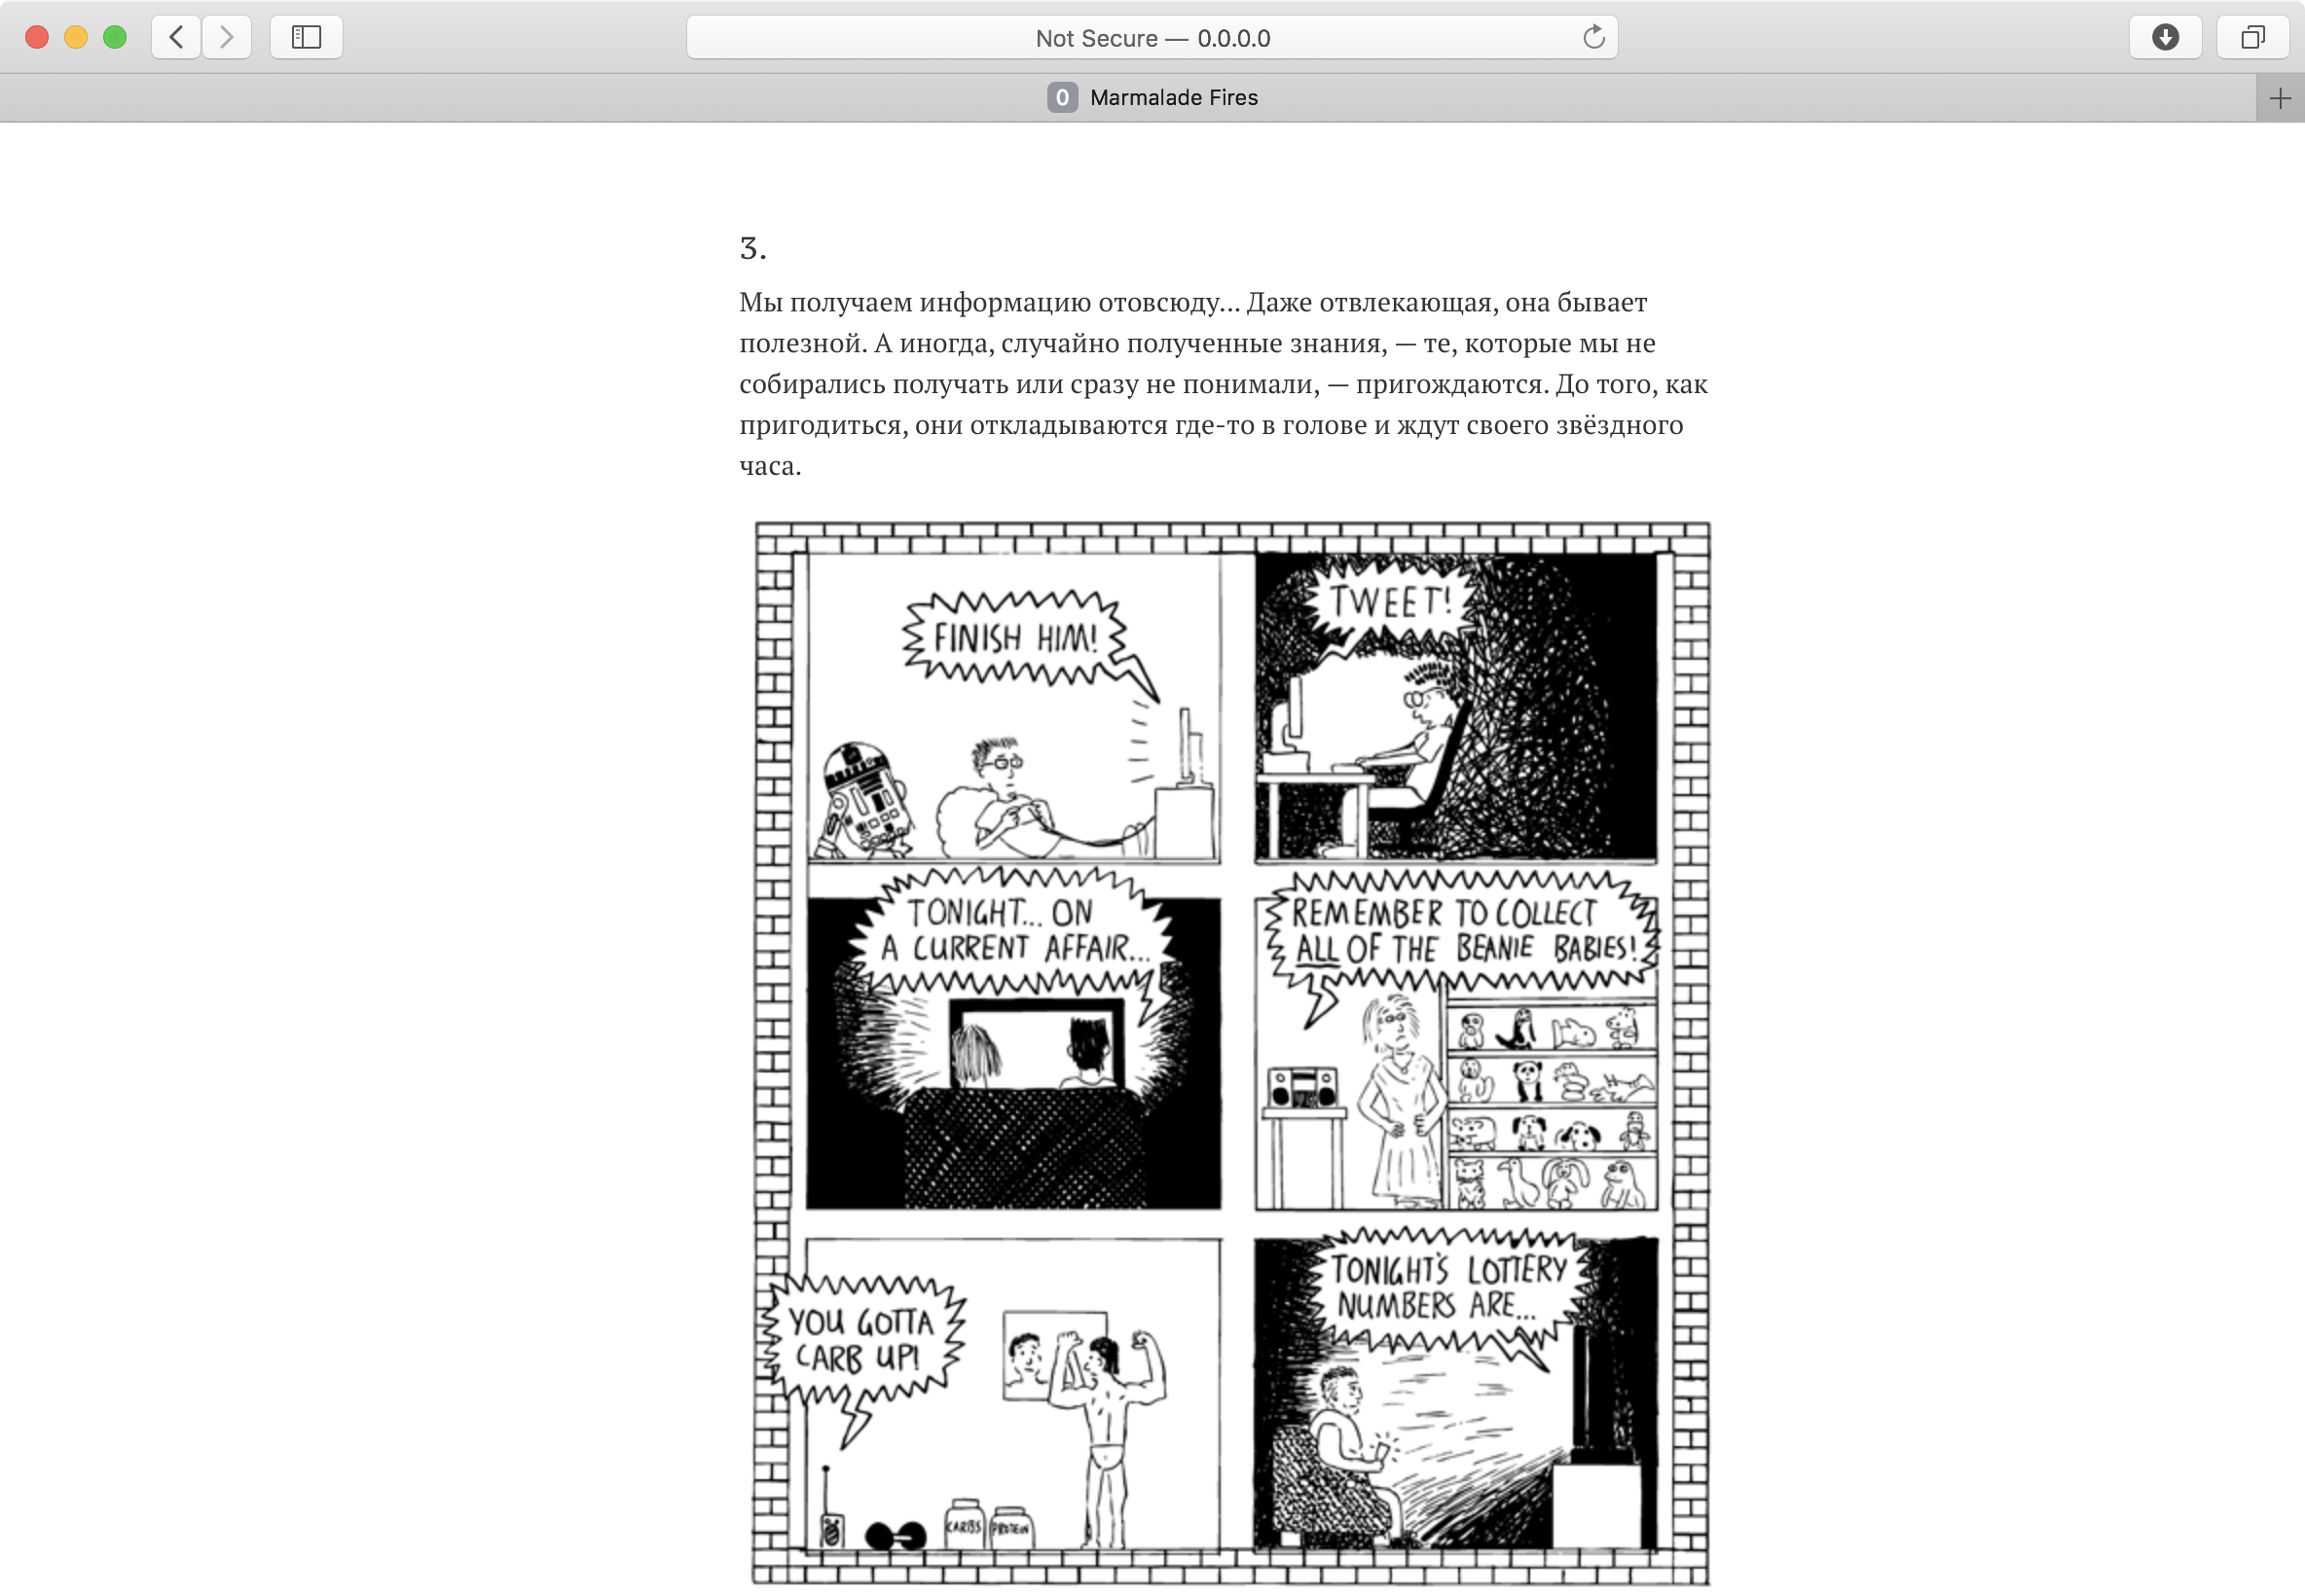 Not Secure — 0.0.0.0
0 Marmalade Fires
3.
Мы получаем информацию отовсюду... Даже отвлекающая, она бывает
полезной. А иногда, случайно полученные знания, — те, которые мы не
собирались получать или сразу не понимали, — пригождаются. До того, как
пригодиться, они откладываются где-то в голове и ждут своего звёздного
часа.
FINISH HIM!
TWEET!
TONIGHT... ON
A CURRENT AFFAIR...
REMEMBER TO COLLECT
ALL OF THE BEANIE BABIES!
YOU GOTTA
CARB UP!
CARBS
PROTEIN
TONIGHT'S LOTTERY
NUMBERS ARE...